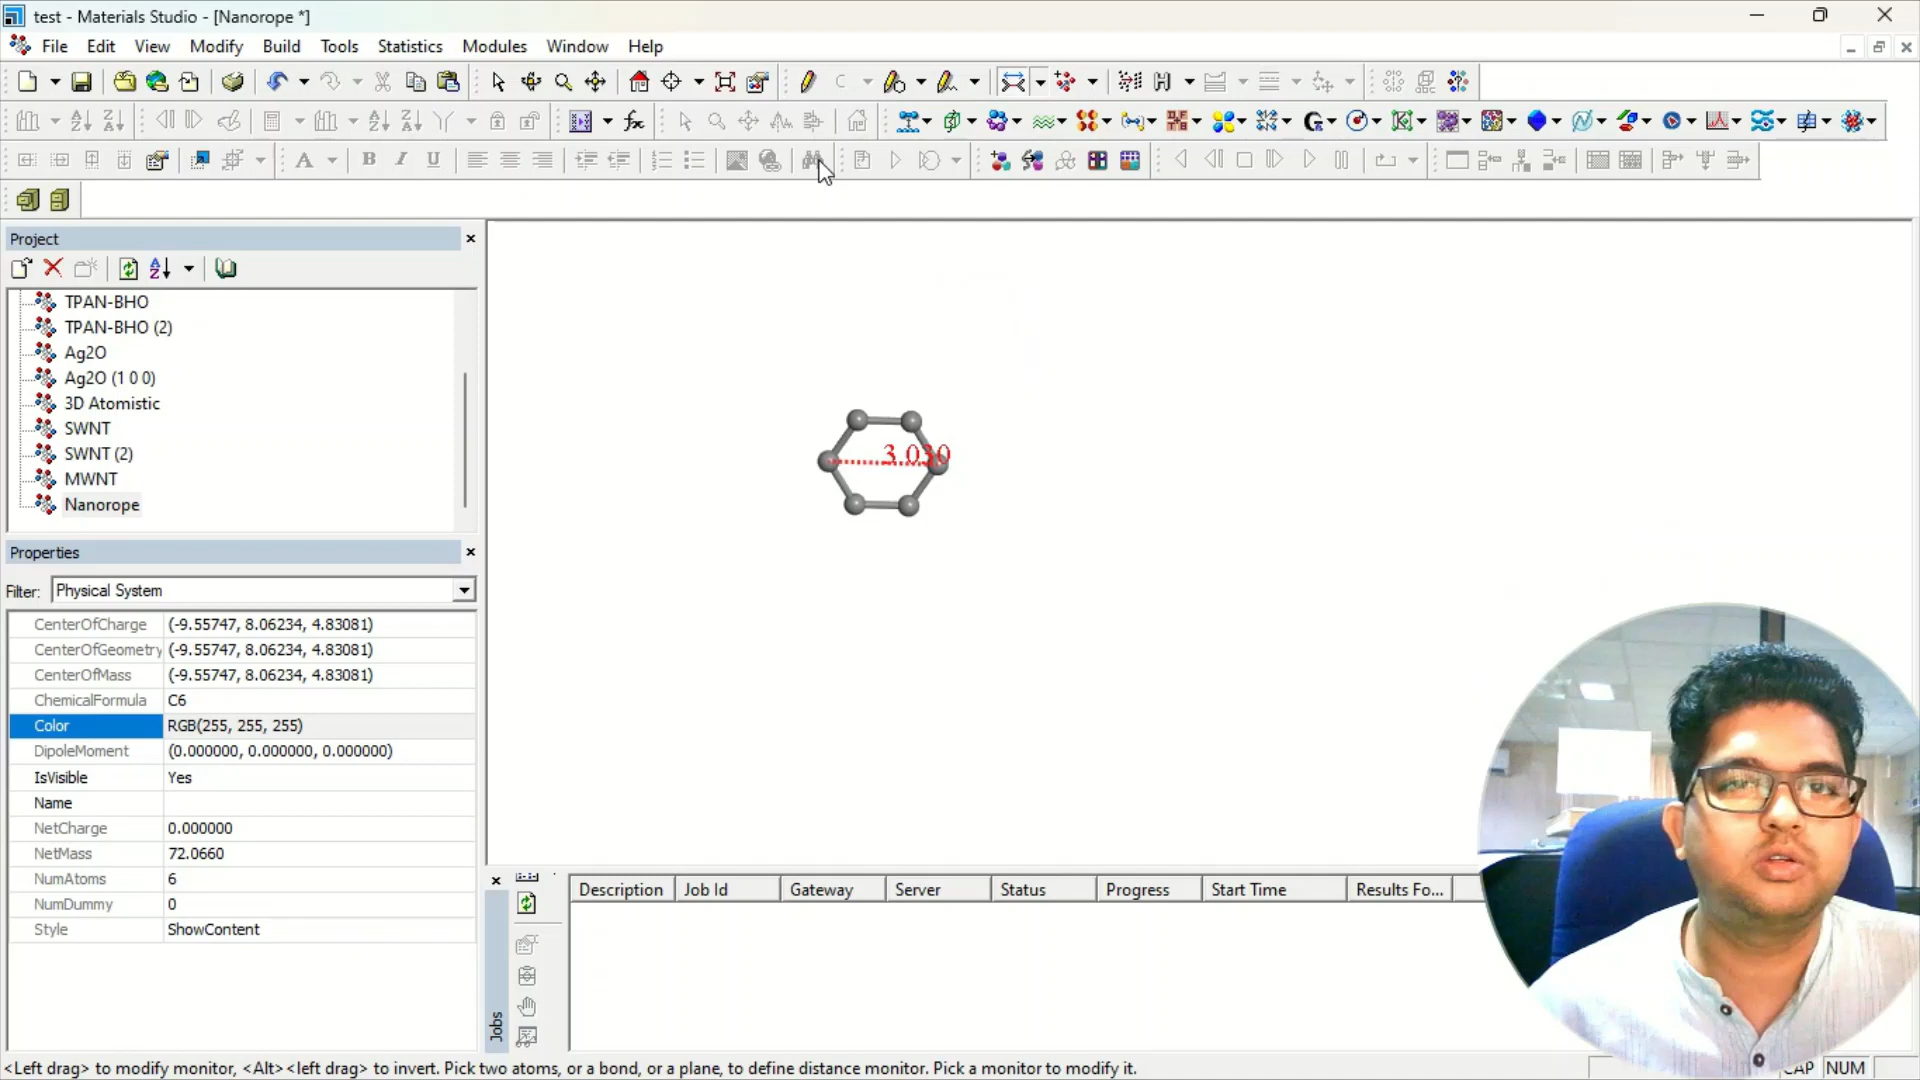 test - Materials Studio - [Nanorope *]
File Edit View Modify Build Tools Statistics Modules Window Help
Project
TPAN-BHO
TPAN-BHO (2)
Ag2O
Ag2O (1 0 0)
3D Atomistic
SWNT
SWNT (2)
MWNT
Nanorope
3.030
Properties
Filter: Physical System
CenterOfCharge (-9.55747, 8.06234, 4.83081)
CenterOfGeometry (-9.55747, 8.06234, 4.83081)
CenterOfMass (-9.55747, 8.06234, 4.83081)
ChemicalFormula C6
Color RGB(255, 255, 255)
DipoleMoment (0.000000, 0.000000, 0.000000)
IsVisible Yes
Name
NetCharge 0.000000
NetMass 72.0660
NumAtoms 6
NumDummy 0
Style ShowContent
Description Job Id Gateway Server Status Progress Start Time Results Fo...
Jobs
<Left drag> to modify monitor, <Alt><left drag> to invert. Pick two atoms, or a bond, or a plane, to define distance monitor. Pick a monitor to modify it.
CAP NUM